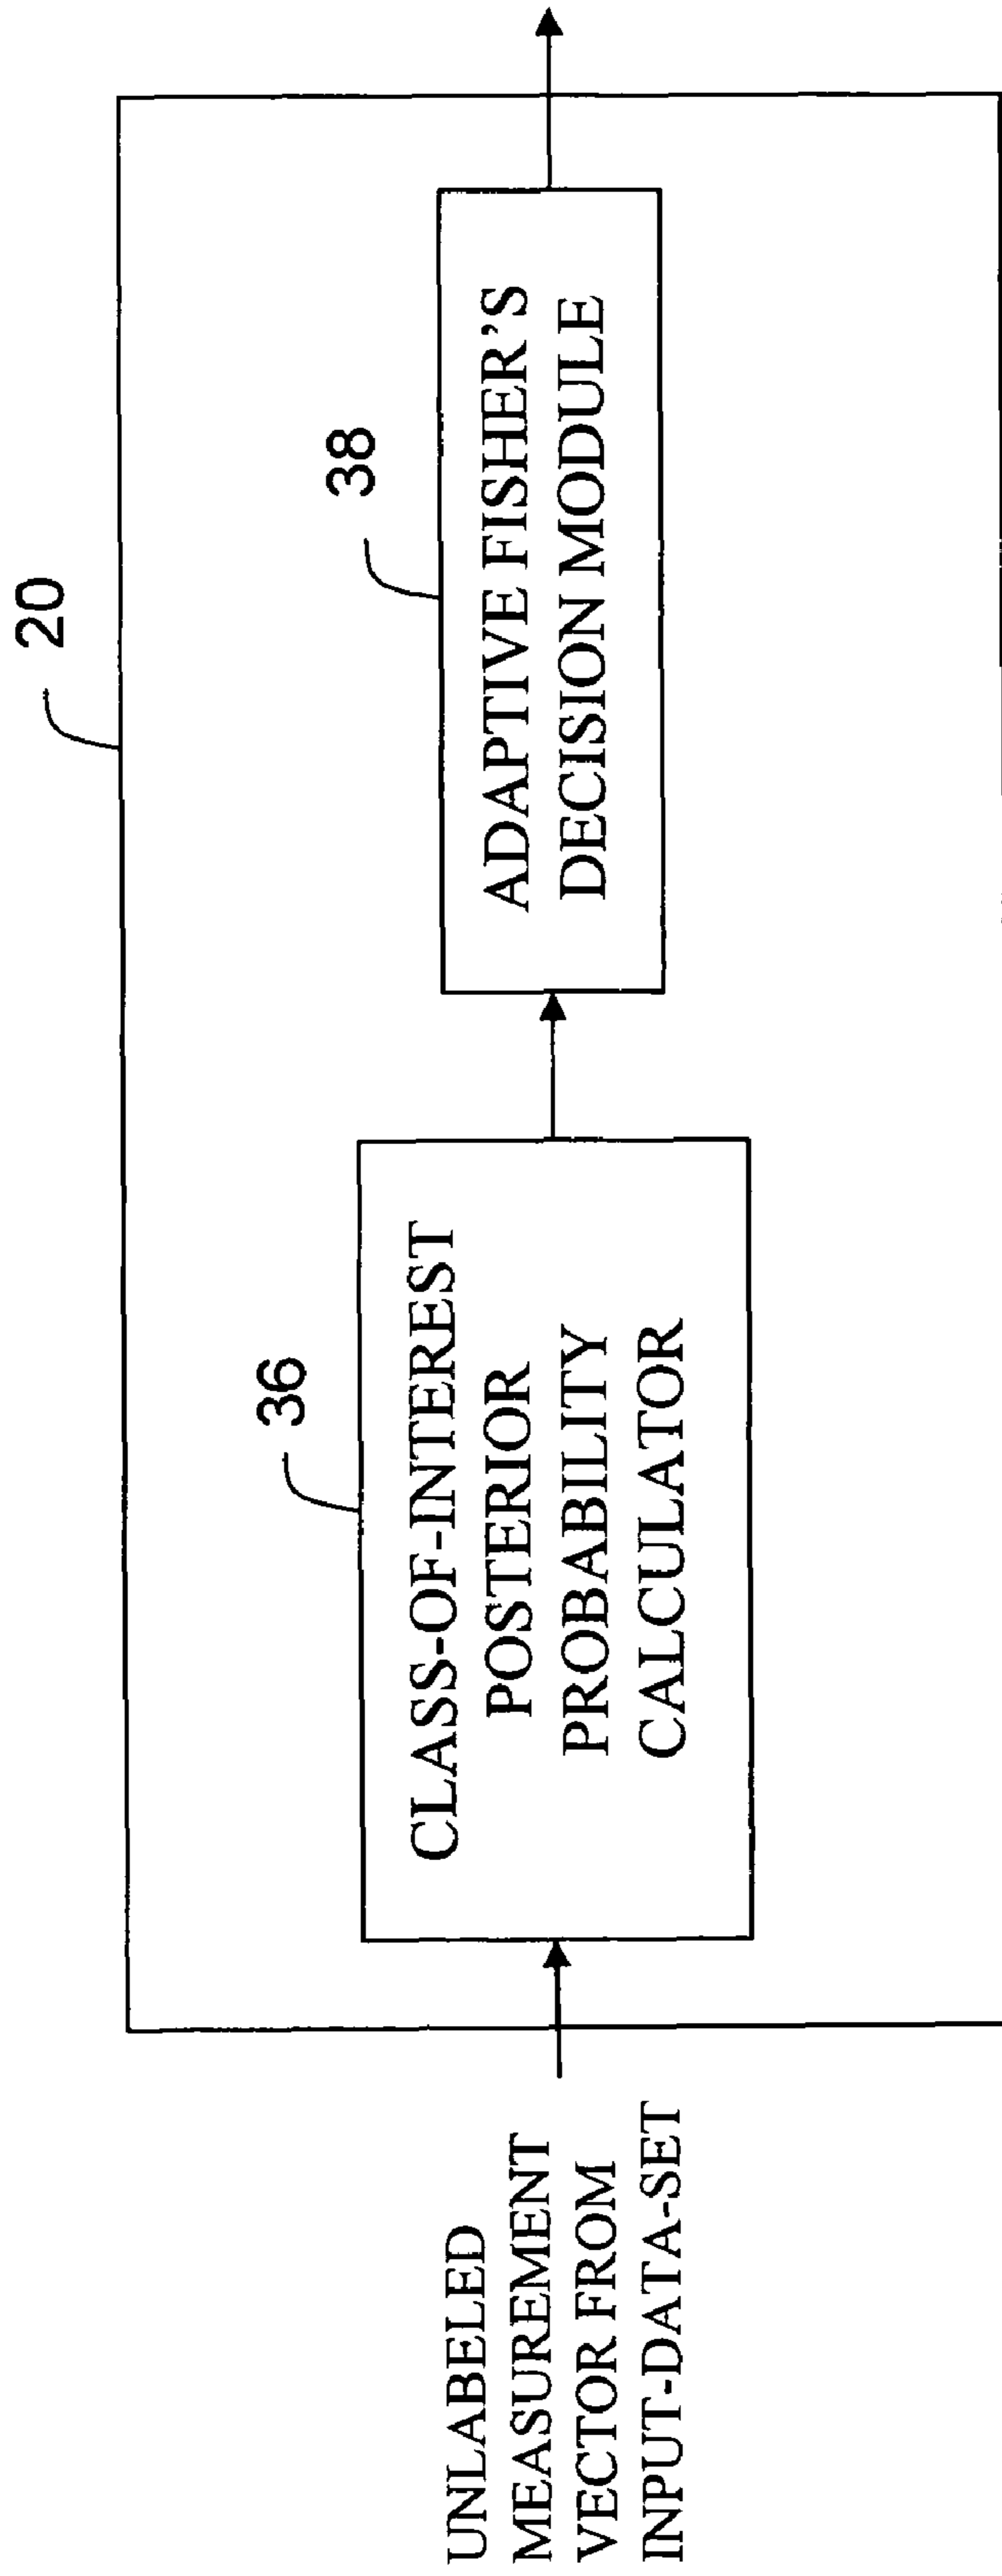 20
UNLABELED
MEASUREMENT
VECTOR FROM
INPUT-DATA-SET
36
CLASS-OF-INTEREST
POSTERIOR
PROBABILITY
CALCULATOR
38
ADAPTIVE FISHER'S
DECISION MODULE